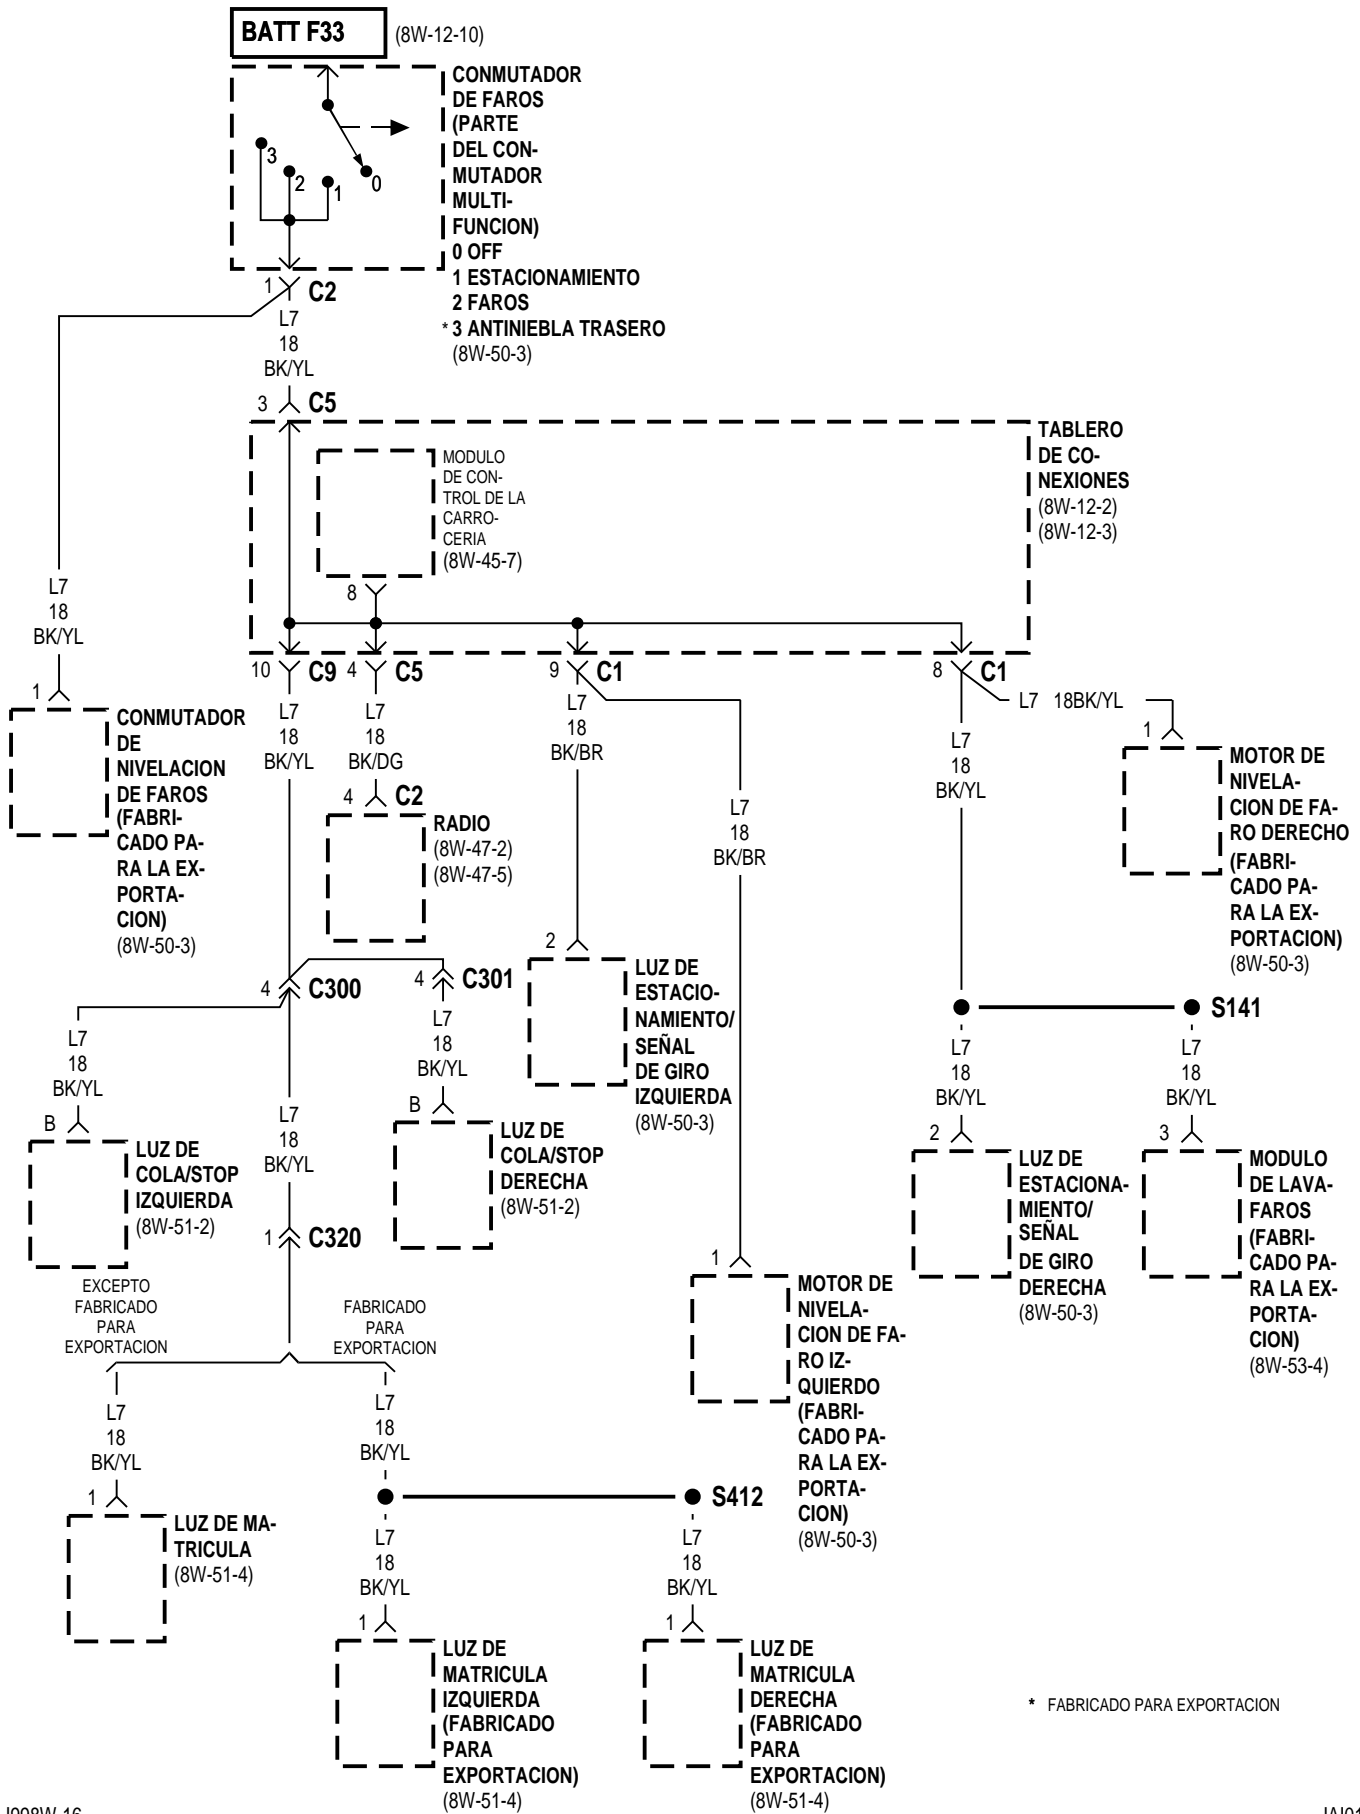 BATT F33
(8W-12-10)
CONMUTADOR
DE FAROS
(PARTE
DEL CON-
MUTADOR
MULTI-
FUNCION)
0 OFF
1 ESTACIONAMIENTO
2 FAROS
* 3 ANTINIEBLA TRASERO
(8W-50-3)
3
2
1
0
1
C2
L7
18
BK/YL
3
C5
TABLERO
DE CO-
NEXIONES
(8W-12-2)
(8W-12-3)
MODULO
DE CON-
TROL DE LA
CARRO-
CERIA
(8W-45-7)
8
L7
18
BK/YL
10
C9
4
C5
9
C1
8
C1
1
CONMUTADOR
DE
NIVELACION
DE FAROS
(FABRI-
CADO PA-
RA LA EX-
PORTA-
CION)
(8W-50-3)
L7
18
BK/YL
L7
18
BK/DG
4
C2
RADIO
(8W-47-2)
(8W-47-5)
L7
18
BK/BR
L7
18
BK/BR
L7
18
BK/YL
L7 18BK/YL
1
MOTOR DE
NIVELA-
CION DE FA-
RO DERECHO
(FABRI-
CADO PA-
RA LA EX-
PORTACION)
(8W-50-3)
2
LUZ DE
ESTACIO-
NAMIENTO/
SEÑAL
DE GIRO
IZQUIERDA
(8W-50-3)
4
C300
4
C301
S141
L7
18
BK/YL
L7
18
BK/YL
L7
18
BK/YL
L7
18
BK/YL
L7
18
BK/YL
B
LUZ DE
COLA/STOP
IZQUIERDA
(8W-51-2)
B
LUZ DE
COLA/STOP
DERECHA
(8W-51-2)
2
LUZ DE
ESTACIONA-
MIENTO/
SEÑAL
DE GIRO
DERECHA
(8W-50-3)
3
MODULO
DE LAVA-
FAROS
(FABRI-
CADO PA-
RA LA EX-
PORTA-
CION)
(8W-53-4)
1
C320
1
MOTOR DE
NIVELA-
CION DE FA-
RO IZ-
QUIERDO
(FABRI-
CADO PA-
RA LA EX-
PORTA-
CION)
(8W-50-3)
EXCEPTO
FABRICADO
PARA
EXPORTACION
FABRICADO
PARA
EXPORTACION
L7
18
BK/YL
L7
18
BK/YL
1
LUZ DE MA-
TRICULA
(8W-51-4)
S412
L7
18
BK/YL
L7
18
BK/YL
1
LUZ DE
MATRICULA
IZQUIERDA
(FABRICADO
PARA
EXPORTACION)
(8W-51-4)
1
LUZ DE
MATRICULA
DERECHA
(FABRICADO
PARA
EXPORTACION)
(8W-51-4)
* FABRICADO PARA EXPORTACION